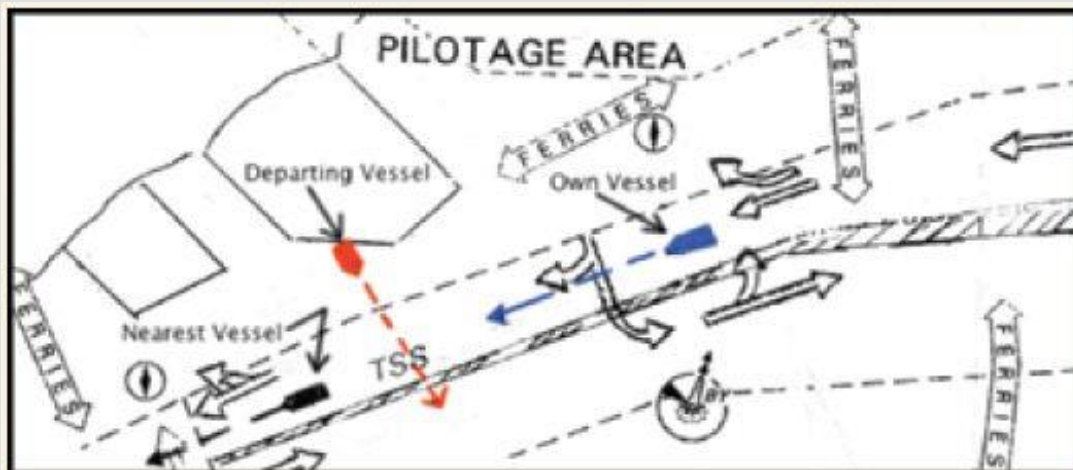 PILOTAGE AREA
FERRIES
FERRIES
Departing Vessel
Own Vessel
FERRIES
Nearest Vessel
TSS
FERRIES